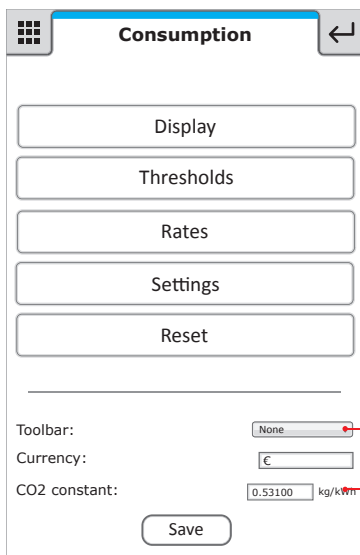 Consumption
Display
Thresholds
Rates
Settings
Reset
Toolbar: None
Currency: €
CO2 constant: 0.53100 kg/kWh
Save